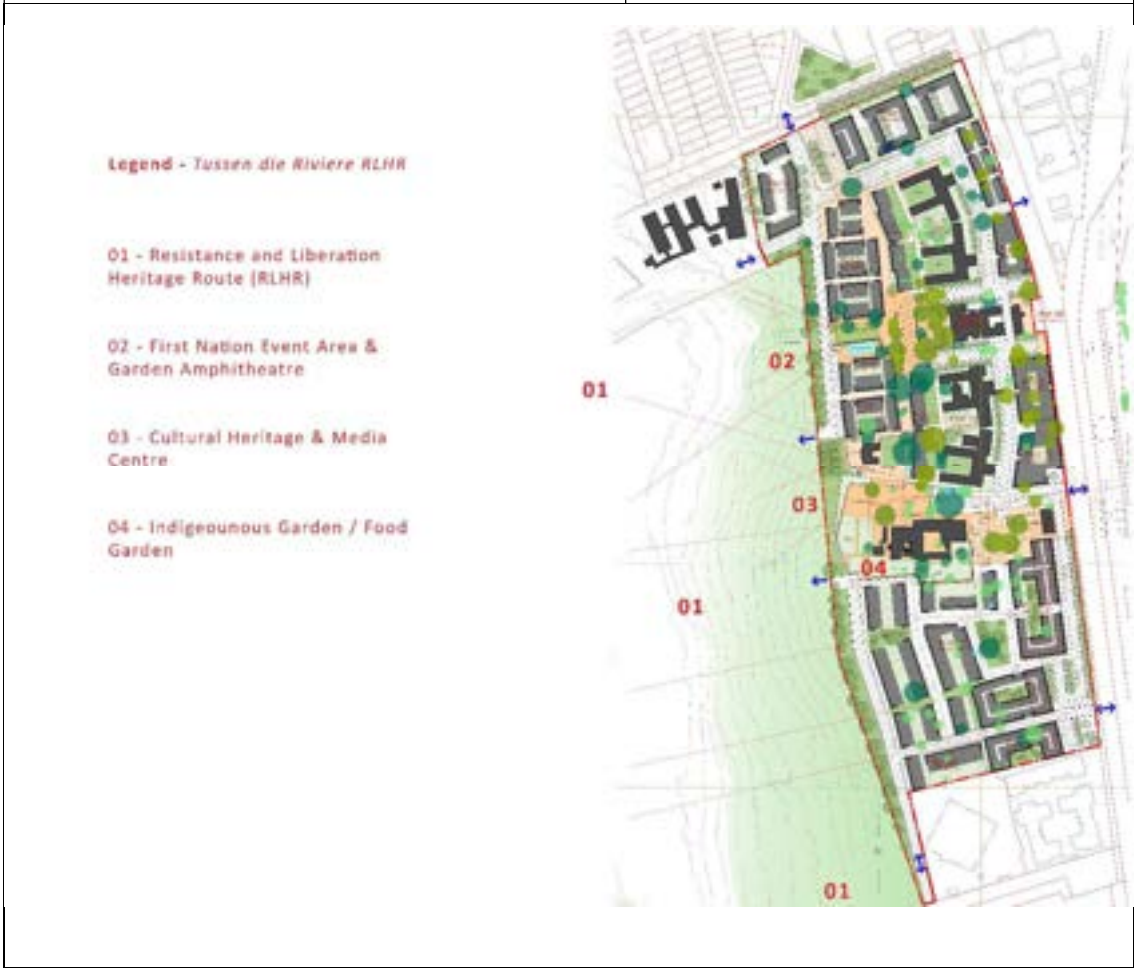 Legend - Tussen die Riviere RLHR
01 - Resistance and Liberation
Heritage Route (RLHR)
02 - First Nation Event Area &
Garden Amphitheatre
03 - Cultural Heritage & Media
Centre
04 - Indigeounous Garden / Food
Garden
02
01
03
04
01
01